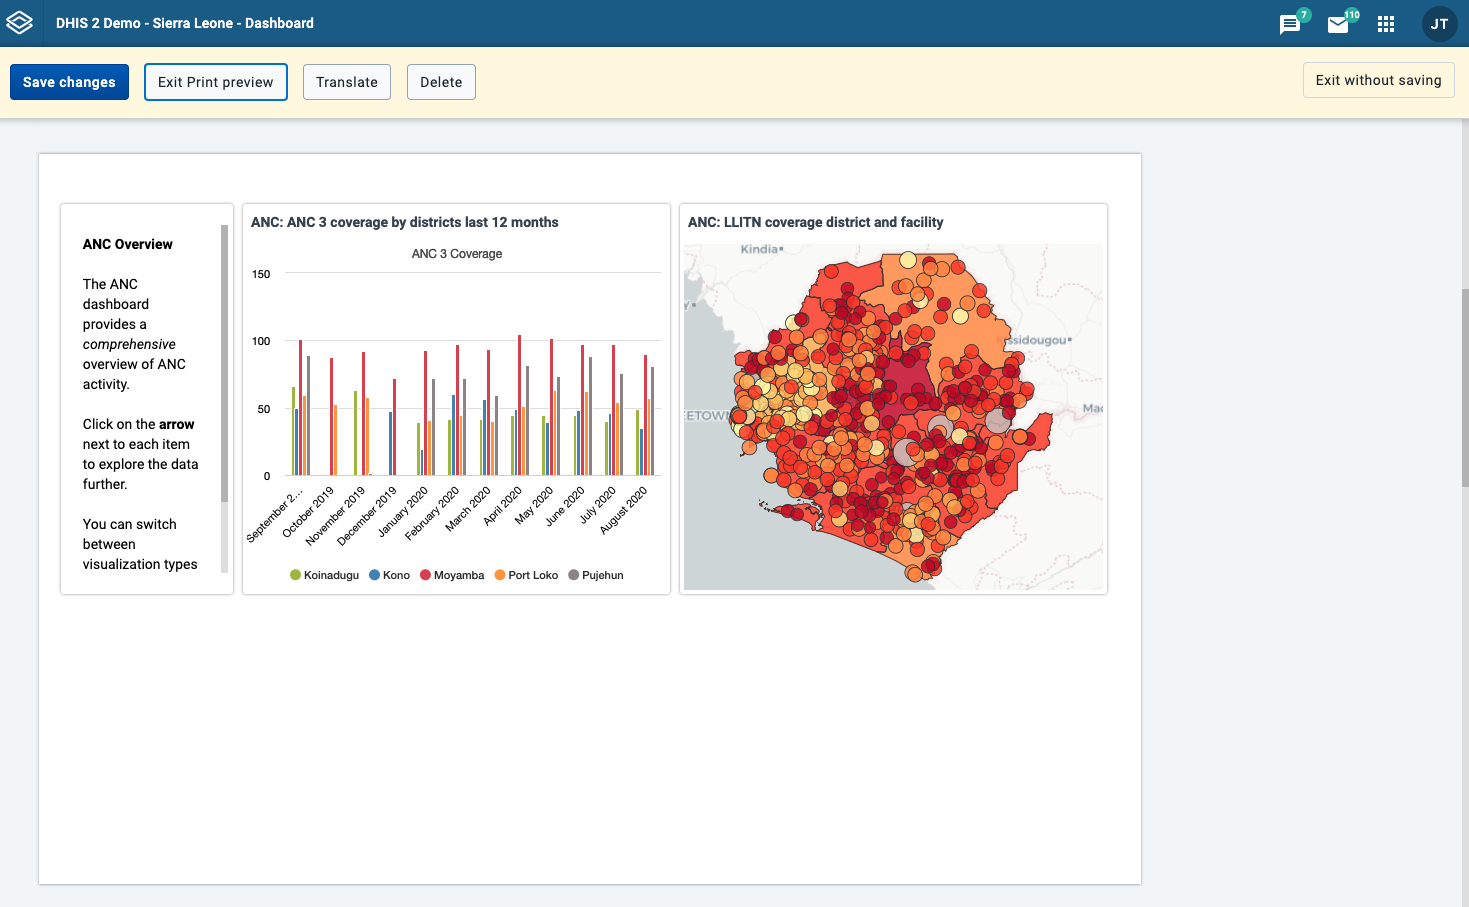 DHIS 2 Demo - Sierra Leone - Dashboard
7
110
JT
Save changes
Exit Print preview
Translate
Delete
Exit without saving
ANC Overview
The ANC
dashboard
provides a
comprehensive
overview of ANC
activity.
Click on the arrow
next to each item
to explore the data
further.
You can switch
between
visualization types
ANC: ANC 3 coverage by districts last 12 months
ANC 3 Coverage
150
100
50
0
September 2...
October 2019
November 2019
December 2019
January 2020
February 2020
March 2020
April 2020
May 2020
June 2020
July 2020
August 2020
Koinadugu
Kono
Moyamba
Port Loko
Pujehun
ANC: LLITN coverage district and facility
Kindia
Y
ssidougou
EETOWN
Mac